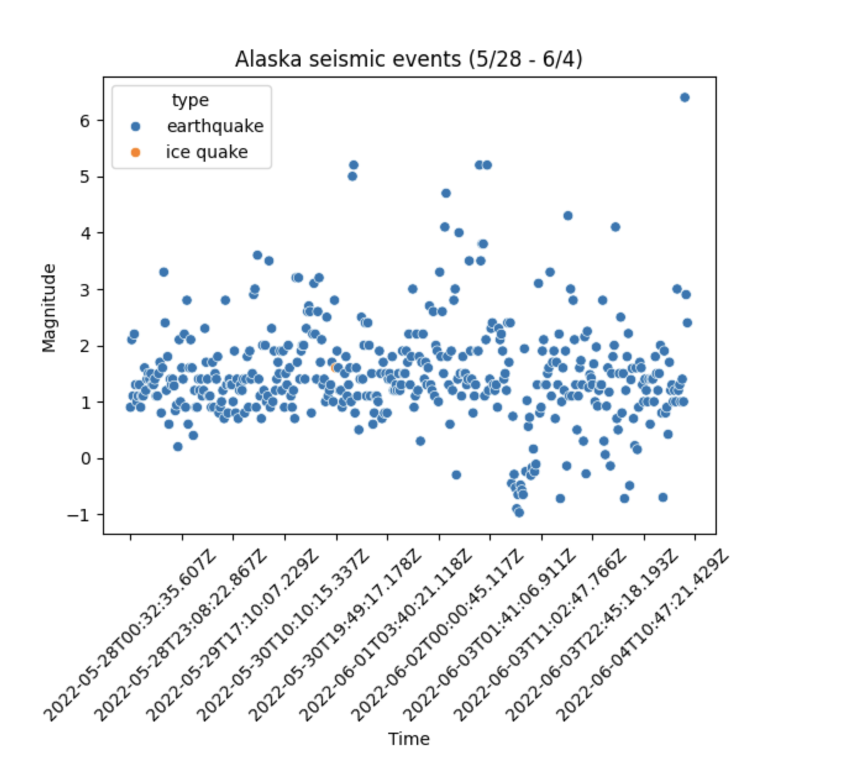 Alaska seismic events (5/28 - 6/4)
type
earthquake
ice quake
6
5
4
3
2
1
0
−1
Magnitude
2022-05-28T00:32:35.607Z
2022-05-28T23:08:22.867Z
2022-05-29T17:10:07.229Z
2022-05-30T10:10:15.337Z
2022-05-30T19:49:17.178Z
2022-06-01T03:40:21.118Z
2022-06-02T00:00:45.117Z
2022-06-03T01:41:06.911Z
2022-06-03T11:02:47.766Z
2022-06-03T22:45:18.193Z
2022-06-04T10:47:21.429Z
Time